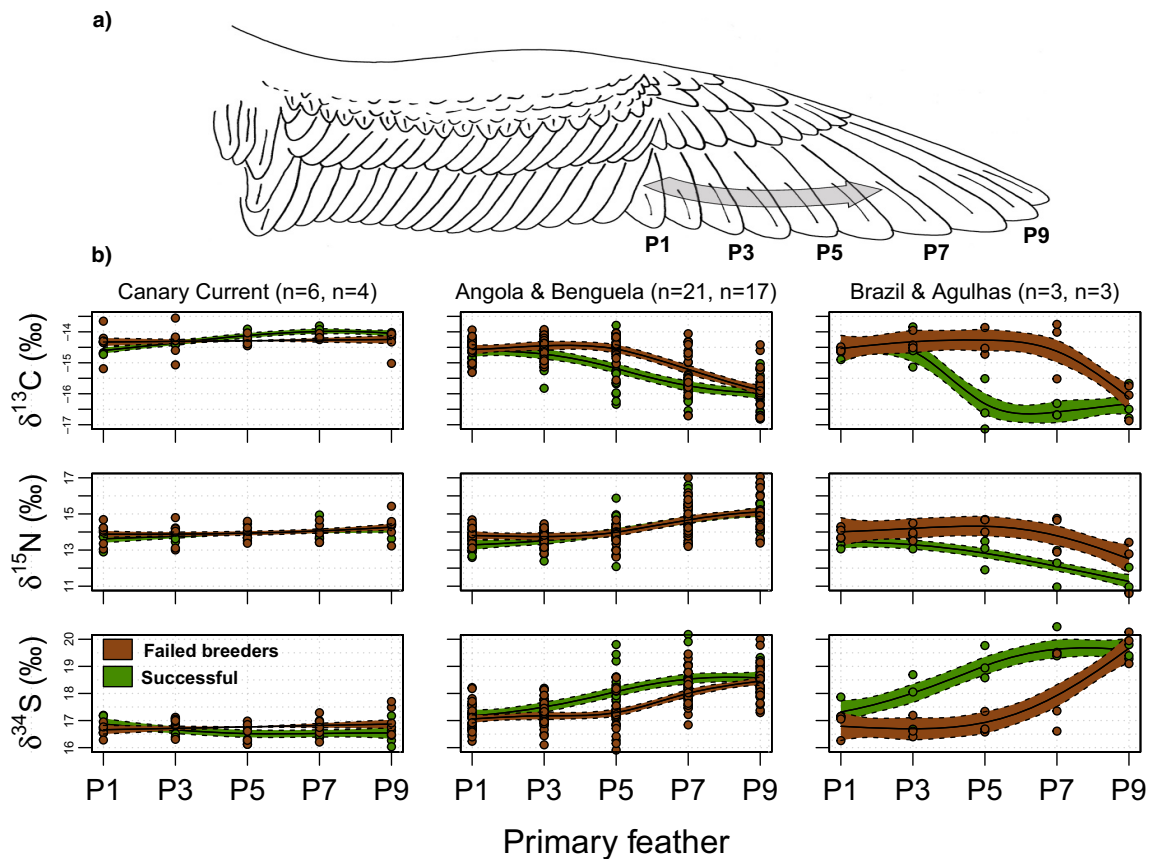 a)
P1
P3
P5
P7
P9
b)
Canary Current (n=6, n=4)
Angola & Benguela (n=21, n=17)
Brazil & Agulhas (n=3, n=3)
δ13C (‰)
-14
-15
-16
-17
δ15N (‰)
17
15
13
11
δ34S (‰)
20
19
18
17
16
Failed breeders
Successful
P1 P3 P5 P7 P9
P1 P3 P5 P7 P9
P1 P3 P5 P7 P9
Primary feather